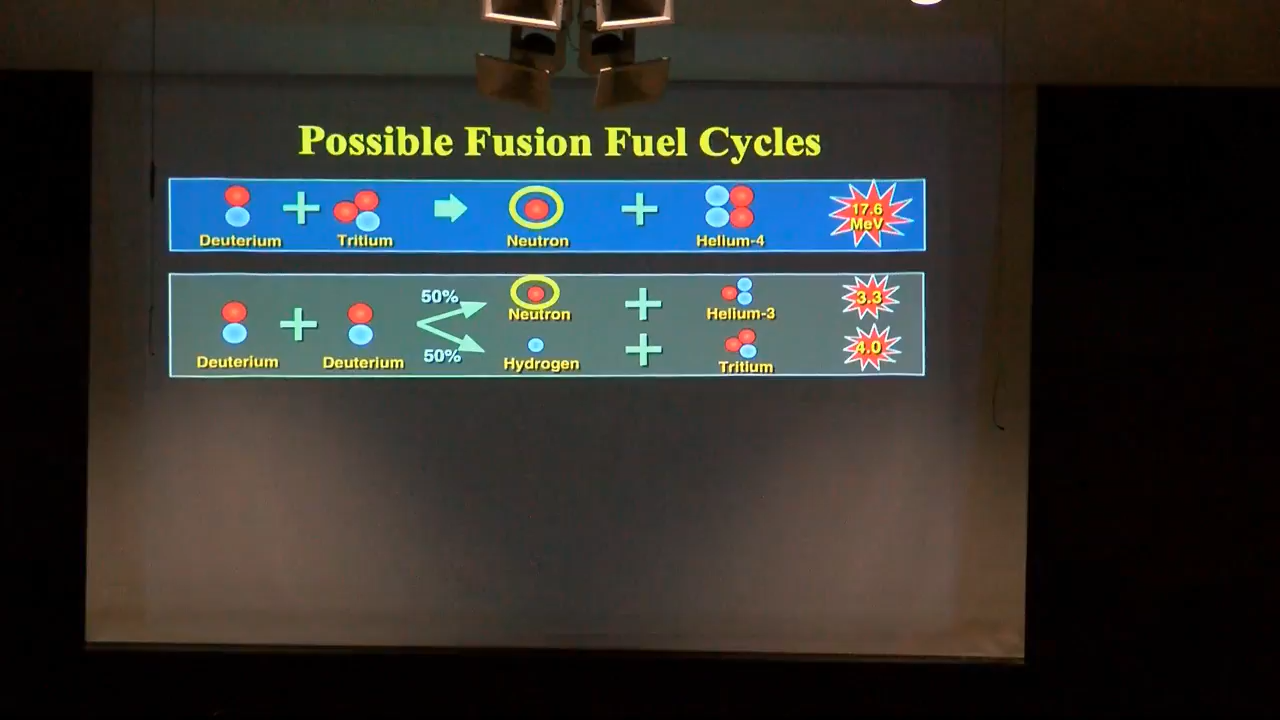 Possible Fusion Fuel Cycles
Deuterium + Tritium Neutron + Helium-4 17.6 MeV
50% Neutron + Helium-3 3.3
Deuterium + Deuterium
50% Hydrogen + Tritium 4.0